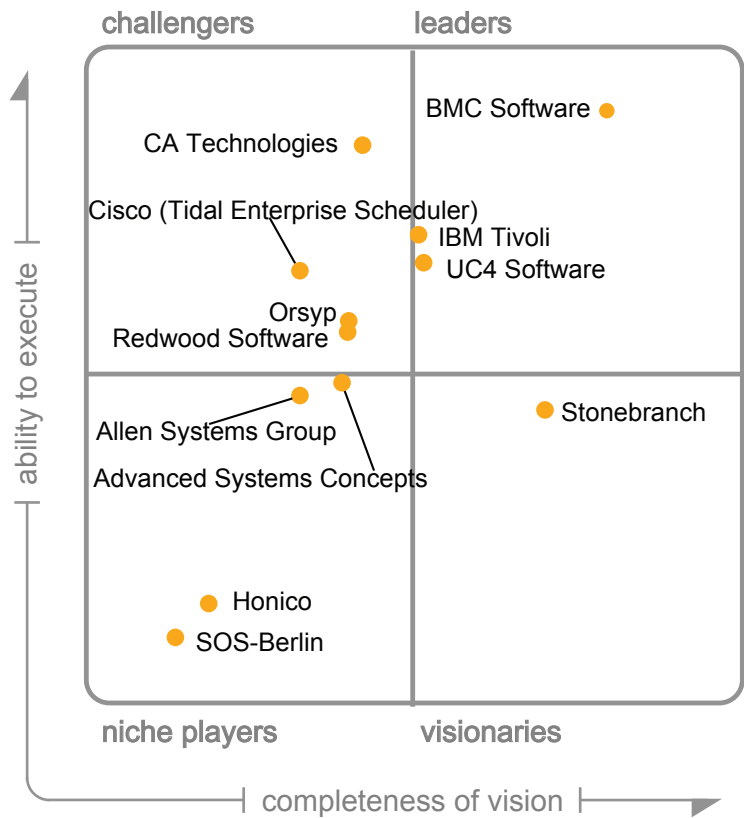 challengers
leaders
BMC Software
CA Technologies
Cisco (Tidal Enterprise Scheduler)
IBM Tivoli
UC4 Software
Orsyp
Redwood Software
Allen Systems Group
Stonebranch
Advanced Systems Concepts
Honico
SOS-Berlin
niche players
visionaries
ability to execute
completeness of vision